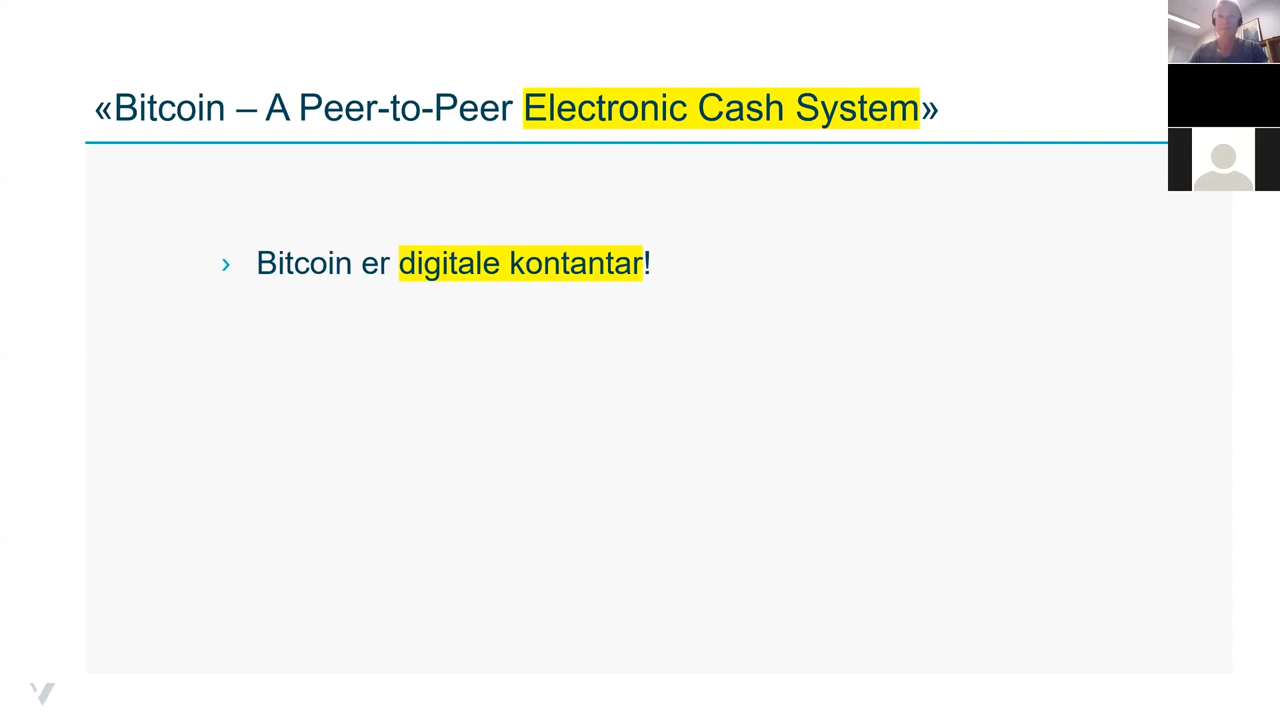 «Bitcoin – A Peer-to-Peer Electronic Cash System»
› Bitcoin er digitale kontantar!